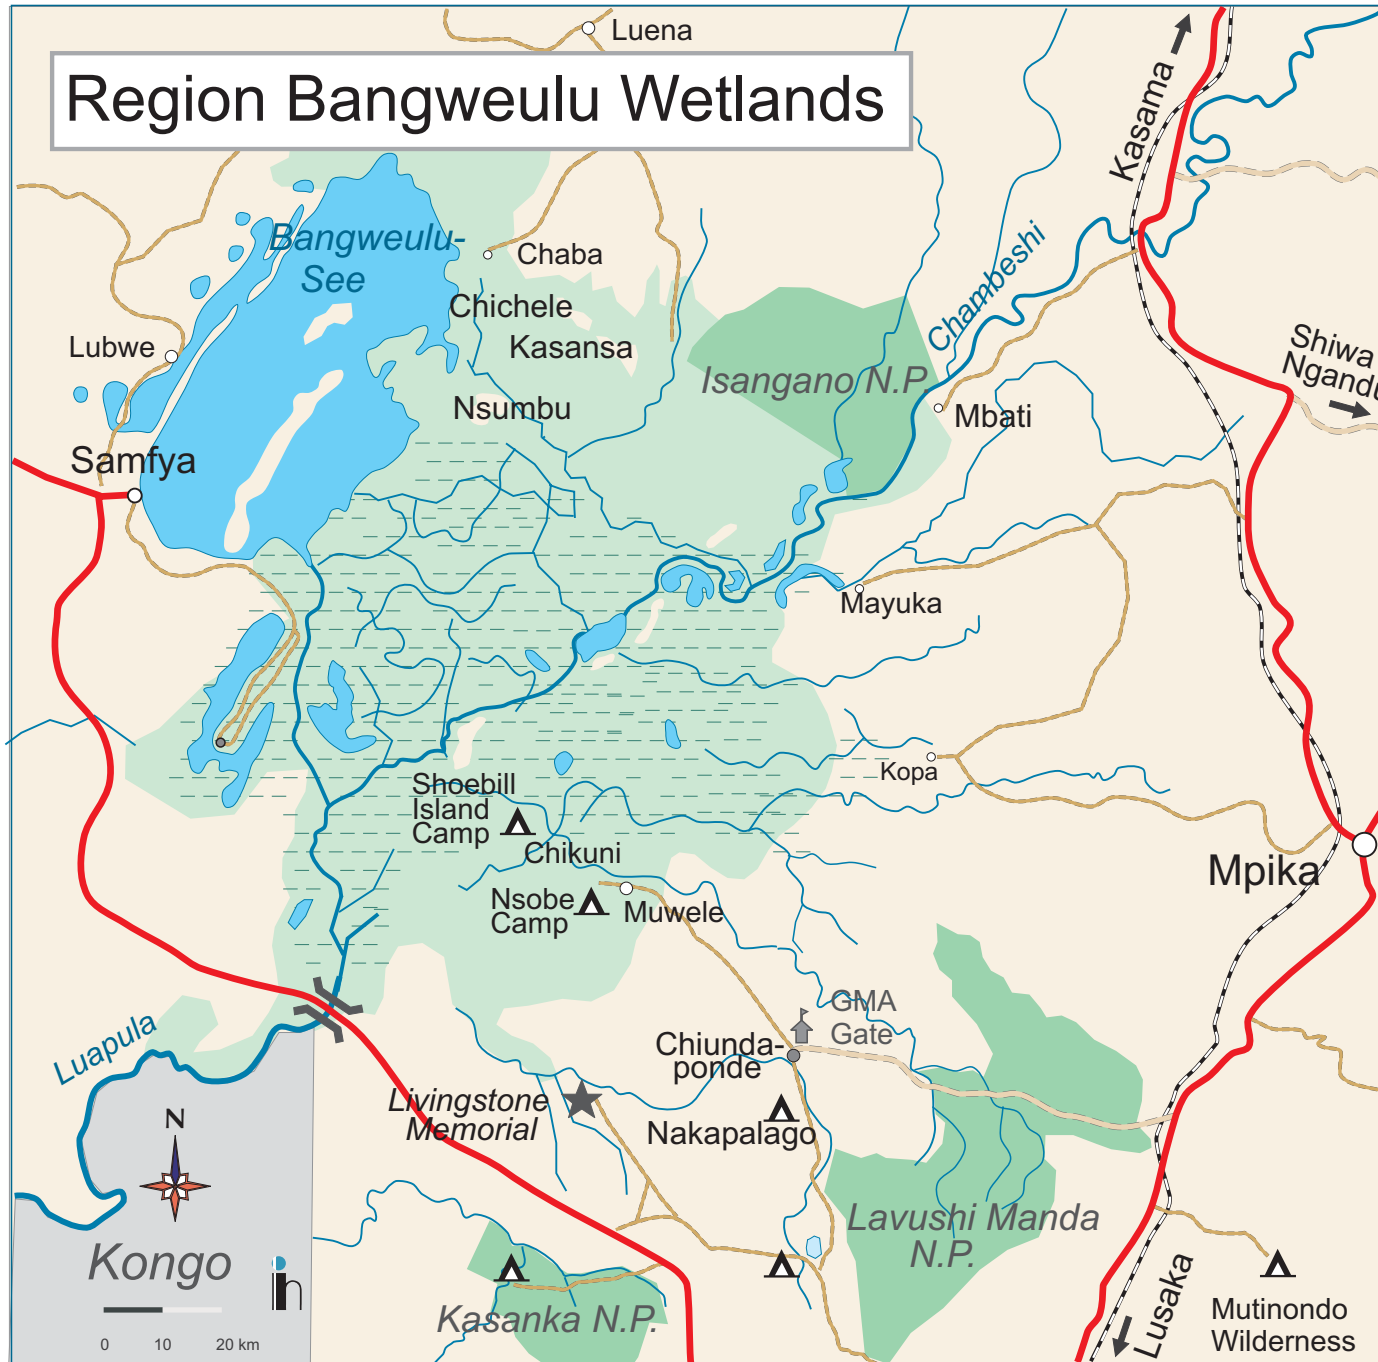 Luena
Region Bangweulu Wetlands
Kasama
Bangweulu-
See
Chaba
Chambeshi
Chichele
Lubwe
Kasansa
Shiwa
Ngandu
Isangano N.P.
Nsumbu
Mbati
Samfya
Mayuka
Kopa
Shoebill
Island
Camp
Chikuni
Mpika
Nsobe
Camp
Muwele
GMA
Gate
Luapula
Chiunda-
ponde
Livingstone
Memorial
N
Nakapalago
Lavushi Manda
N.P.
Kongo
in
Kasanka N.P.
Lusaka
Mutinondo
Wilderness
0 10 20 km